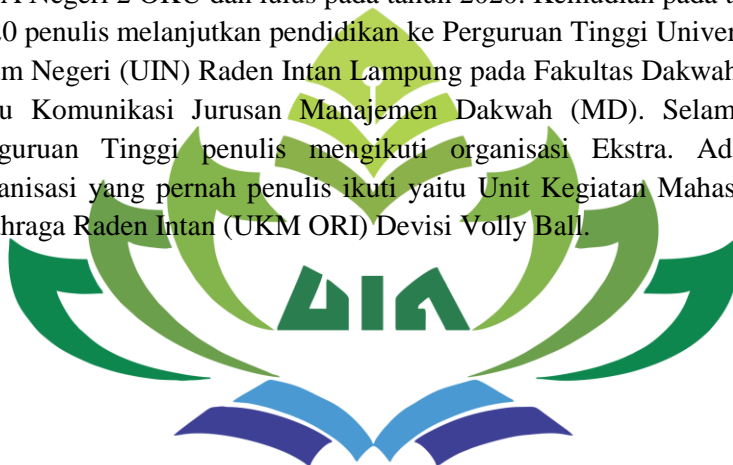 A Negeri 2 OKU dan lulus pada tahun 2020. Kemudian pada t
0 penulis melanjutkan pendidikan ke Perguruan Tinggi Univer
m Negeri (UIN) Raden Intan Lampung pada Fakultas Dakwah
u Komunikasi Jurusan Manajemen Dakwah (MD). Selam
guruan Tinggi penulis mengikuti organisasi Ekstra. Ad
anisasi yang pernah penulis ikuti yaitu Unit Kegiatan Mahas
hraga Raden Intan (UKM ORI) Devisi Volly Ball.
UIN